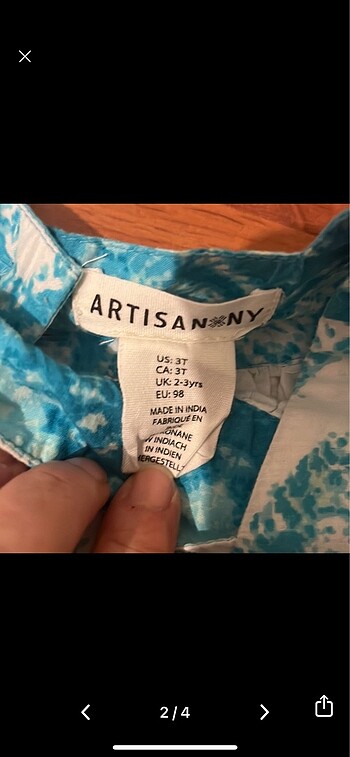 ARTISAN NY
US: 3T
CA: 3T
UK: 2-3yrs
EU: 98
MADE IN INDIA
FABRIQUÉ EN
INDIACH
IN INDIEN
2/4